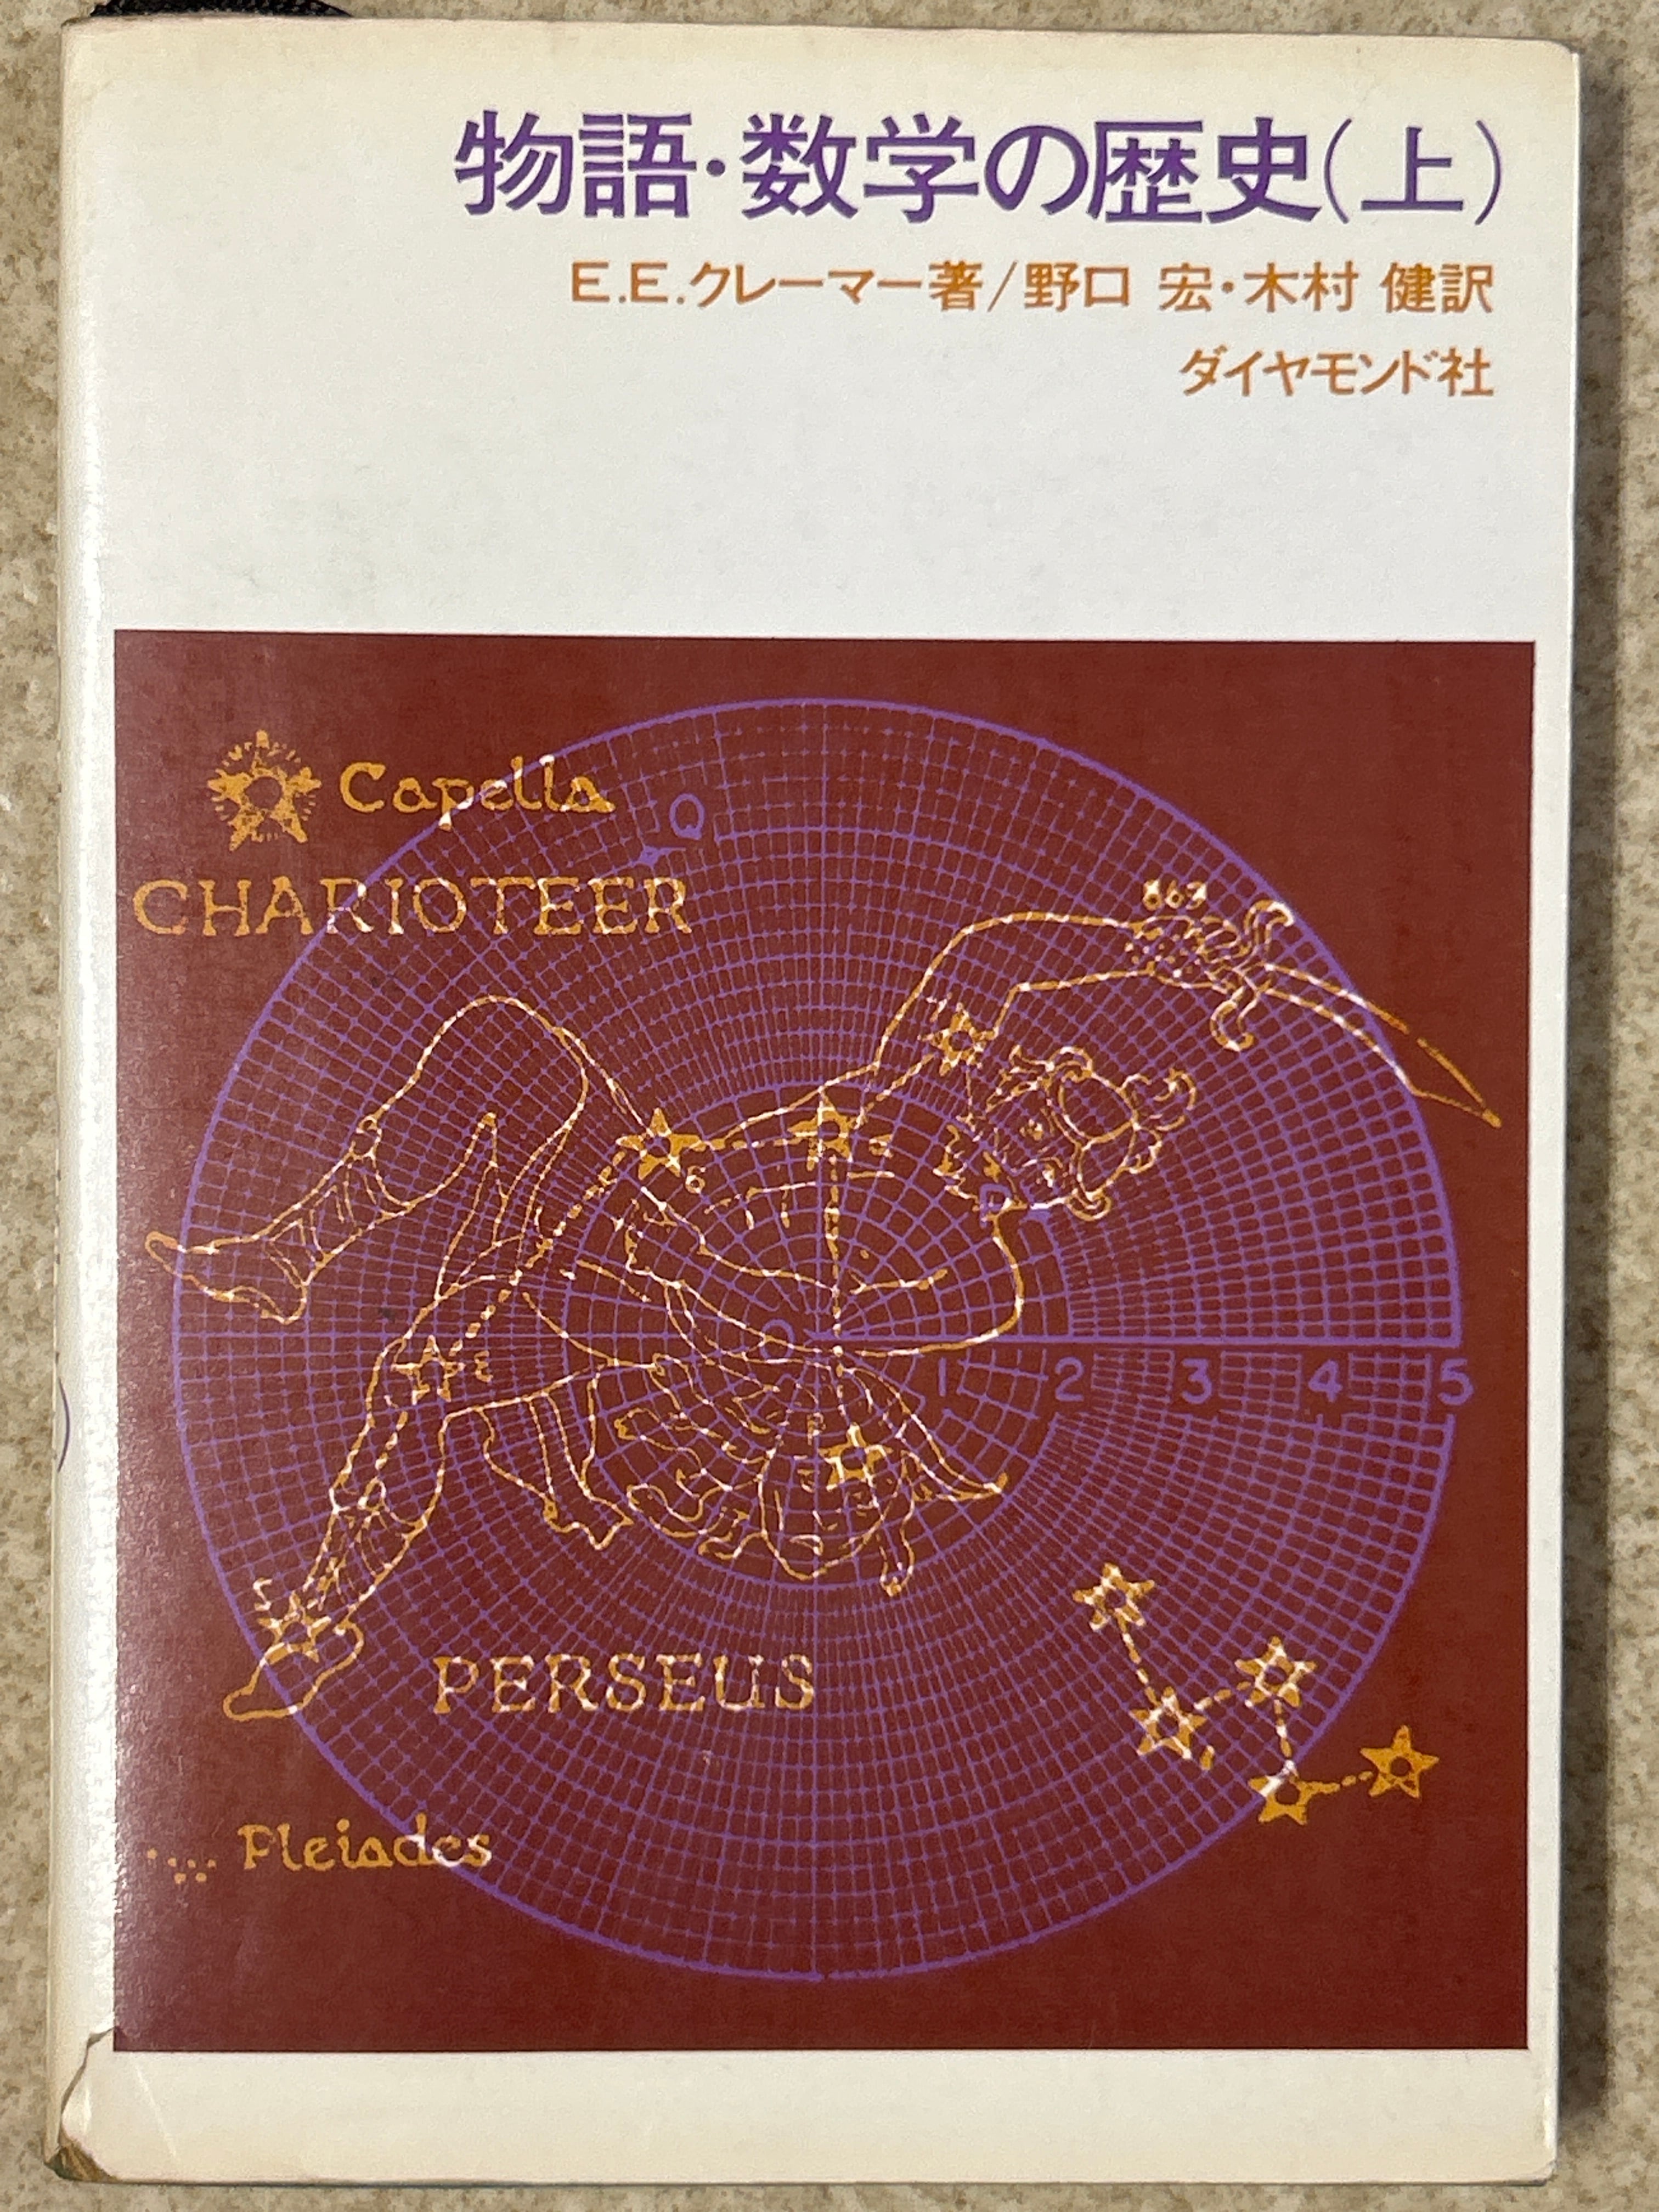 物語・数学の歴史(上)
E.E.クレーマー著/野口 宏・木村 健訳
ダイヤモンド社
Capella
Q
CHARIOTEER
P
O
1 2 3 4 5
PERSEUS
Pleiades